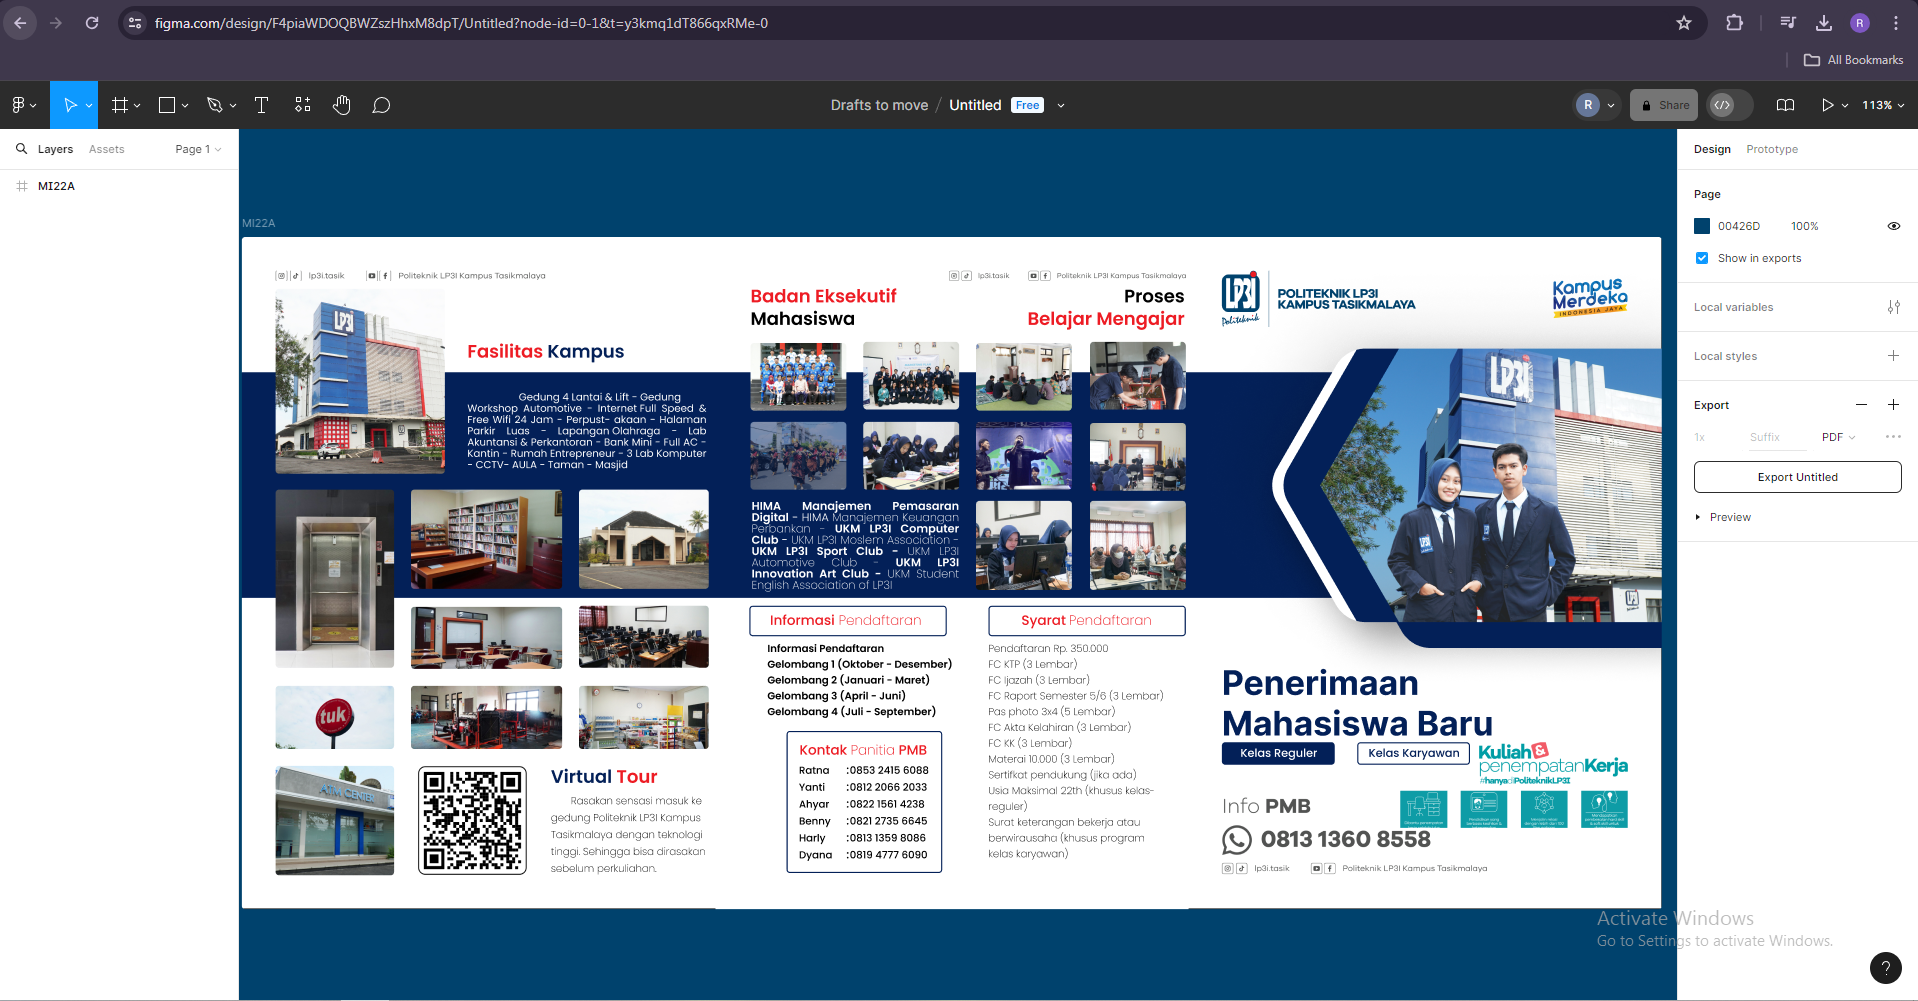 figma.com/design/F4piaWDOQBWZszHhxM8dpT/Untitled?node-id=0-1&t=y3kmq1dT866qxRMe-0
R
All Bookmarks
Drafts to move / Untitled Free
R
Share
113%
Layers
Assets
Page 1
MI22A
MI22A
lp3i.tasik
Politeknik LP3I Kampus Tasikmalaya
LP3I
Fasilitas Kampus
Gedung 4 Lantai & Lift - Gedung
Workshop Automotive - Internet Full Speed &
Free Wifi 24 Jam - Perpust- akaan - Halaman
Parkir Luas - Lapangan Olahraga - Lab
Akuntansi & Perkantoran - Bank Mini - Full AC -
Kantin - Rumah Entrepreneur - 3 Lab Komputer
- CCTV- AULA - Taman - Masjid
tuk
ATM CENTER
Virtual Tour
Rasakan sensasi masuk ke
gedung Politeknik LP3I Kampus
Tasikmalaya dengan teknologi
tinggi. Sehingga bisa dirasakan
sebelum perkuliahan.
lp3i.tasik
Politeknik LP3I Kampus Tasikmalaya
Badan Eksekutif
Mahasiswa
Proses
Belajar Mengajar
HIMA Manajemen Pemasaran
Digital - HIMA Manajemen Keuangan
Perbankan - UKM LP3I Computer
Club - UKM LP3I Moslem Association -
UKM LP3I Sport Club - UKM LP3I
Automotive Club - UKM LP3I
Innovation Art Club - UKM Student
English Association of LP3I
Informasi Pendaftaran
Informasi Pendaftaran
Gelombang 1 (Oktober - Desember)
Gelombang 2 (Januari - Maret)
Gelombang 3 (April - Juni)
Gelombang 4 (Juli - September)
Kontak Panitia PMB
Ratna :0853 2415 6088
Yanti :0812 2066 2033
Ahyar :0822 1561 4238
Benny :0821 2735 6645
Harly :0813 1359 8086
Dyana :0819 4777 6090
Syarat Pendaftaran
Pendaftaran Rp. 350.000
FC KTP (3 Lembar)
FC Ijazah (3 Lembar)
FC Raport Semester 5/6 (3 Lembar)
Pas photo 3x4 (5 Lembar)
FC Akta Kelahiran (3 Lembar)
FC KK (3 Lembar)
Materai 10.000 (3 Lembar)
Sertifkat pendukung (jika ada)
Usia Maksimal 22th (khusus kelas-
reguler)
Surat keterangan bekerja atau
berwirausaha (khusus program
kelas karyawan)
LP3I
Politeknik
POLITEKNIK LP3I
KAMPUS TASIKMALAYA
Kampus
Merdeka
INDONESIA JAYA
LP3I
Penerimaan
Mahasiswa Baru
Kelas Reguler
Kelas Karyawan
Kuliah&
penempatanKerja
#hanyadiPoliteknikLP3I
Info PMB
0813 1360 8558
lp3i.tasik
Politeknik LP3I Kampus Tasikmalaya
Design
Prototype
Page
00426D
100%
Show in exports
Local variables
Local styles
Export
1x
Suffix
PDF
Export Untitled
Preview
Activate Windows
Go to Settings to activate Windows.
?